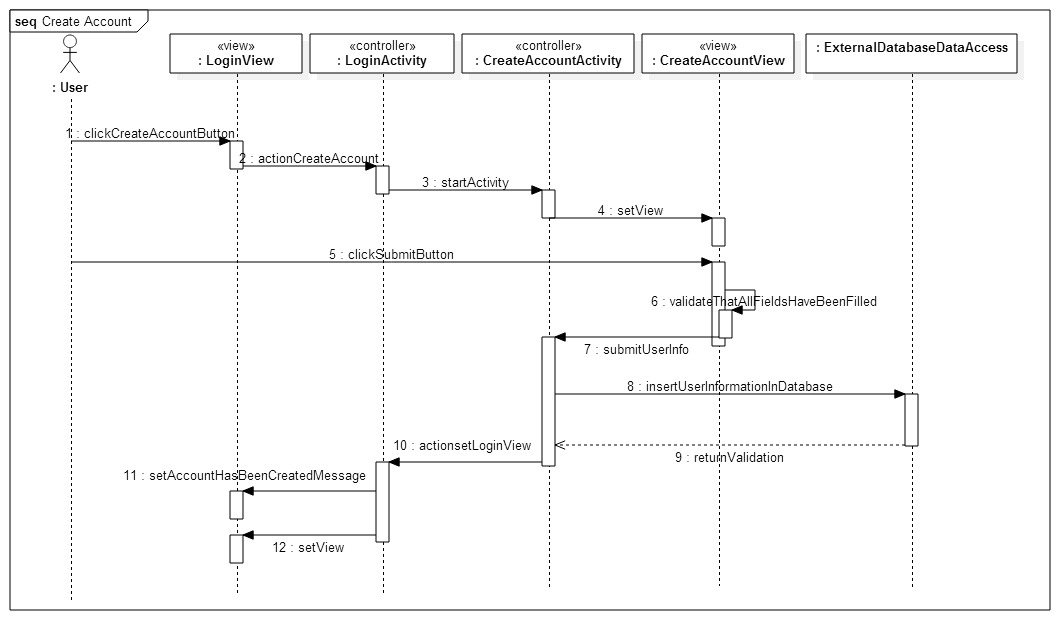 seq Create Account
«view»
: LoginView
«controller»
: LoginActivity
«controller»
: CreateAccountActivity
«view»
: CreateAccountView
: ExternalDatabaseDataAccess
: User
1 : clickCreateAccountButton
2 : actionCreateAccount
3 : startActivity
4 : setView
5 : clickSubmitButton
6 : validateThatAllFieldsHaveBeenFilled
7 : submitUserInfo
8 : insertUserInformationInDatabase
9 : returnValidation
10 : actionsetLoginView
11 : setAccountHasBeenCreatedMessage
12 : setView